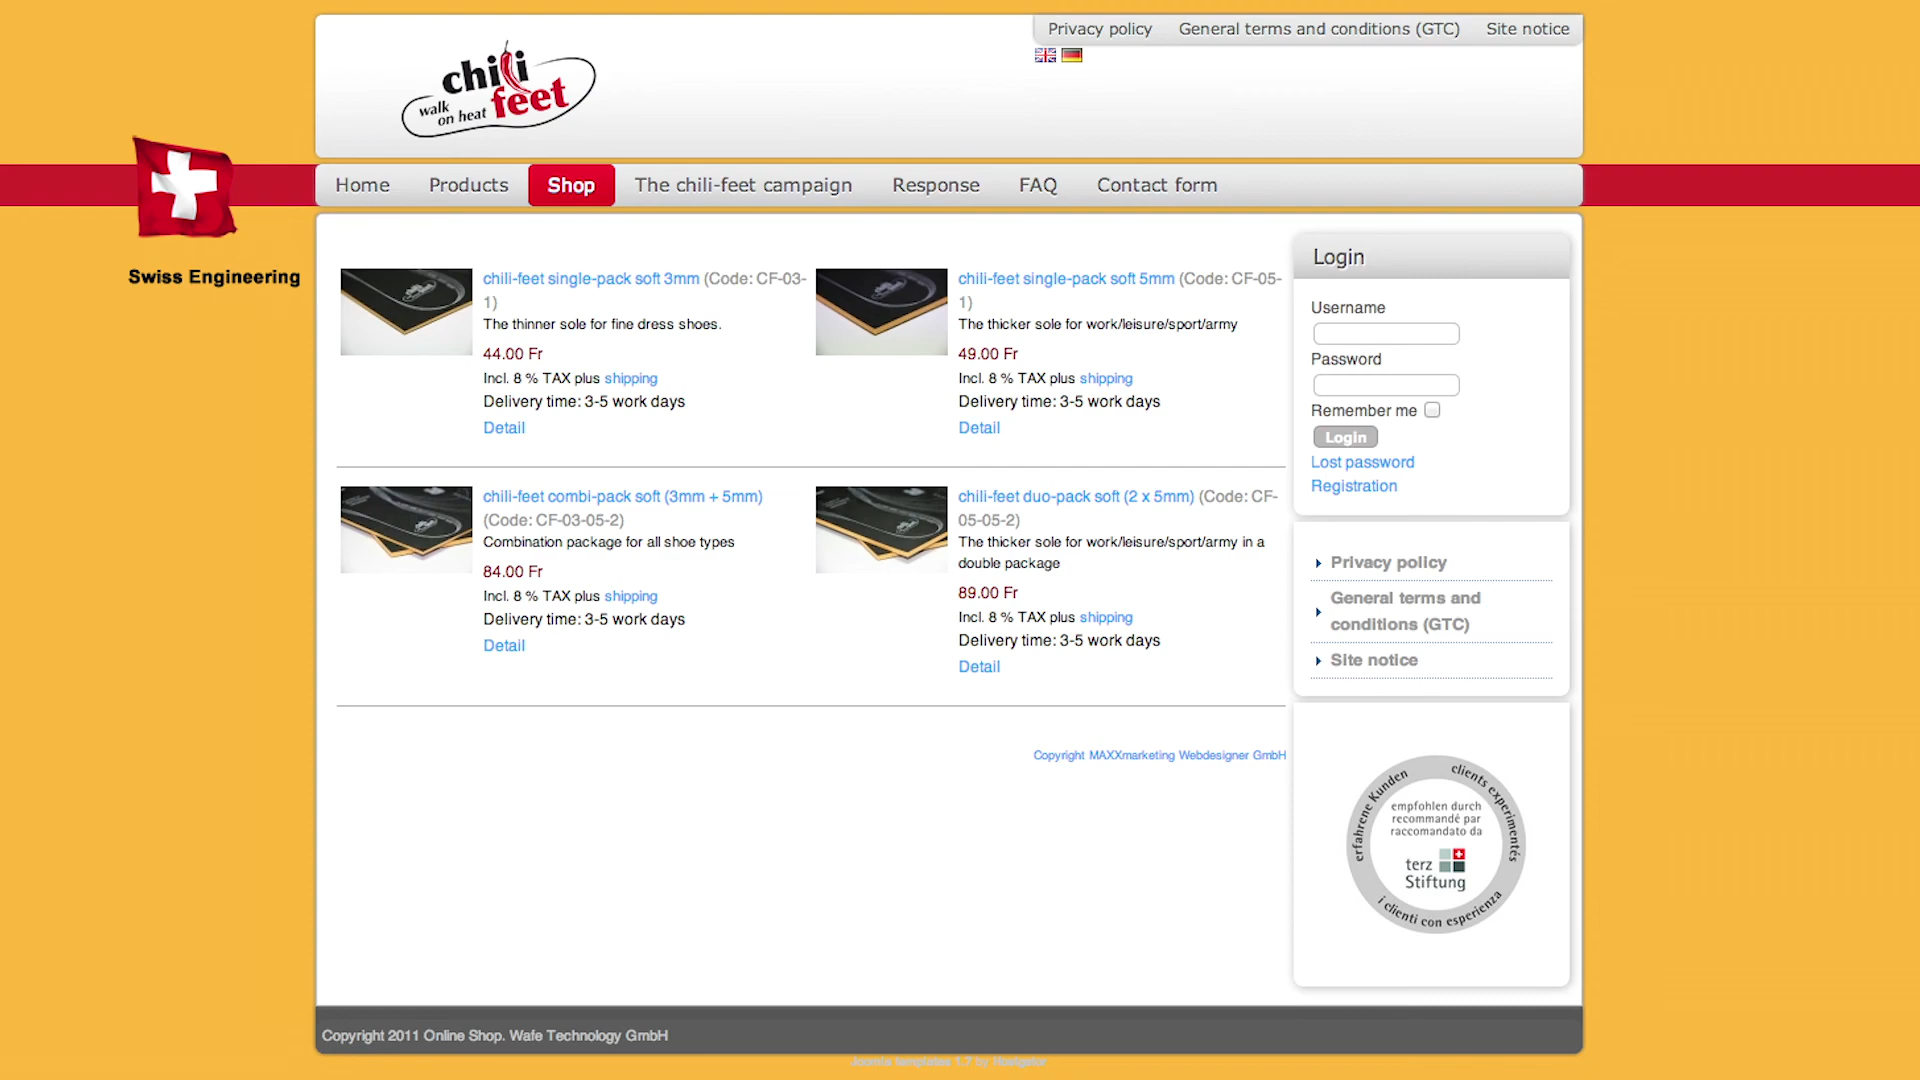 Privacy policy General terms and conditions (GTC) Site notice
chili
feet
walk
on heat
Home Products Shop The chili-feet campaign Response FAQ Contact form
Swiss Engineering
chili-feet single-pack soft 3mm (Code: CF-03-
1)
The thinner sole for fine dress shoes.
44.00 Fr
Incl. 8 % TAX plus shipping
Delivery time: 3-5 work days
Detail
chili-feet single-pack soft 5mm (Code: CF-05-
1)
The thicker sole for work/leisure/sport/army
49.00 Fr
Incl. 8 % TAX plus shipping
Delivery time: 3-5 work days
Detail
chili-feet combi-pack soft (3mm + 5mm)
(Code: CF-03-05-2)
Combination package for all shoe types
84.00 Fr
Incl. 8 % TAX plus shipping
Delivery time: 3-5 work days
Detail
chili-feet duo-pack soft (2 x 5mm) (Code: CF-
05-05-2)
The thicker sole for work/leisure/sport/army in a
double package
89.00 Fr
Incl. 8 % TAX plus shipping
Delivery time: 3-5 work days
Detail
Copyright MAXXmarketing Webdesigner GmbH
Login
Username
Password
Remember me
Login
Lost password
Registration
Privacy policy
General terms and
conditions (GTC)
Site notice
erfahrene Kunden
clients experimentés
empfohlen durch
recommandé par
raccomandato da
terz
Stiftung
i clienti con esperienza
Copyright 2011 Online Shop. Wafe Technology GmbH
Joomla templates 1.7 by Hostgator